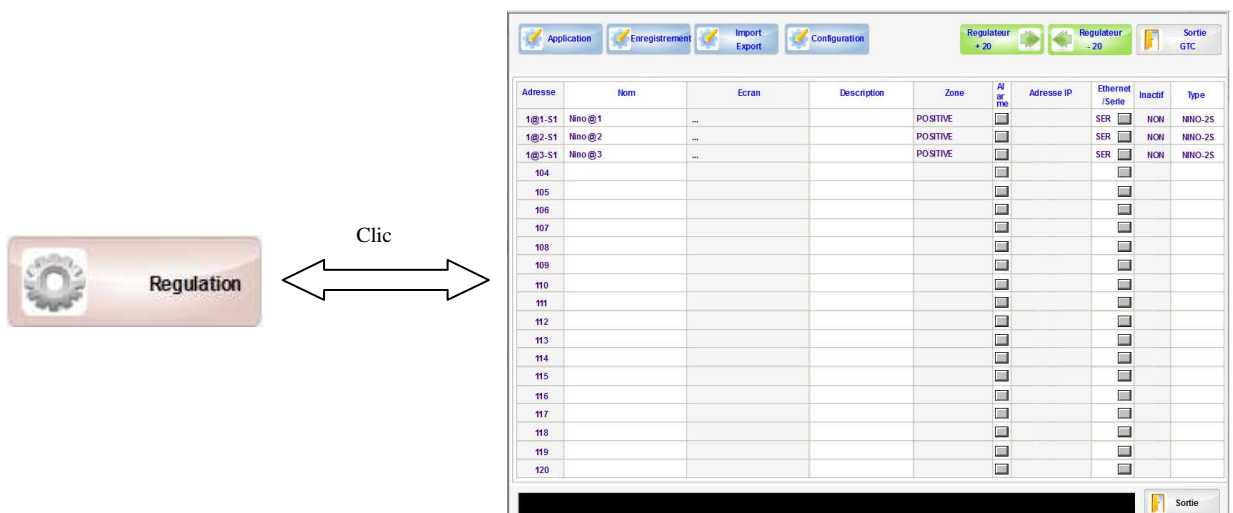 Regulation
Clic
Application Enregistrement Import Export Configuration Regulateur + 20 Regulateur - 20 Sortie GTC
Adresse Nom Ecran Description Zone Alarme Adresse IP Ethernet /Serie Inactif Type
1@1-S1 Nino @1 ... POSITIVE SER NON NINO-2S
1@2-S1 Nino @2 ... POSITIVE SER NON NINO-2S
1@3-S1 Nino @3 ... POSITIVE SER NON NINO-2S
104
105
106
107
108
109
110
111
112
113
114
115
116
117
118
119
120
Sortie